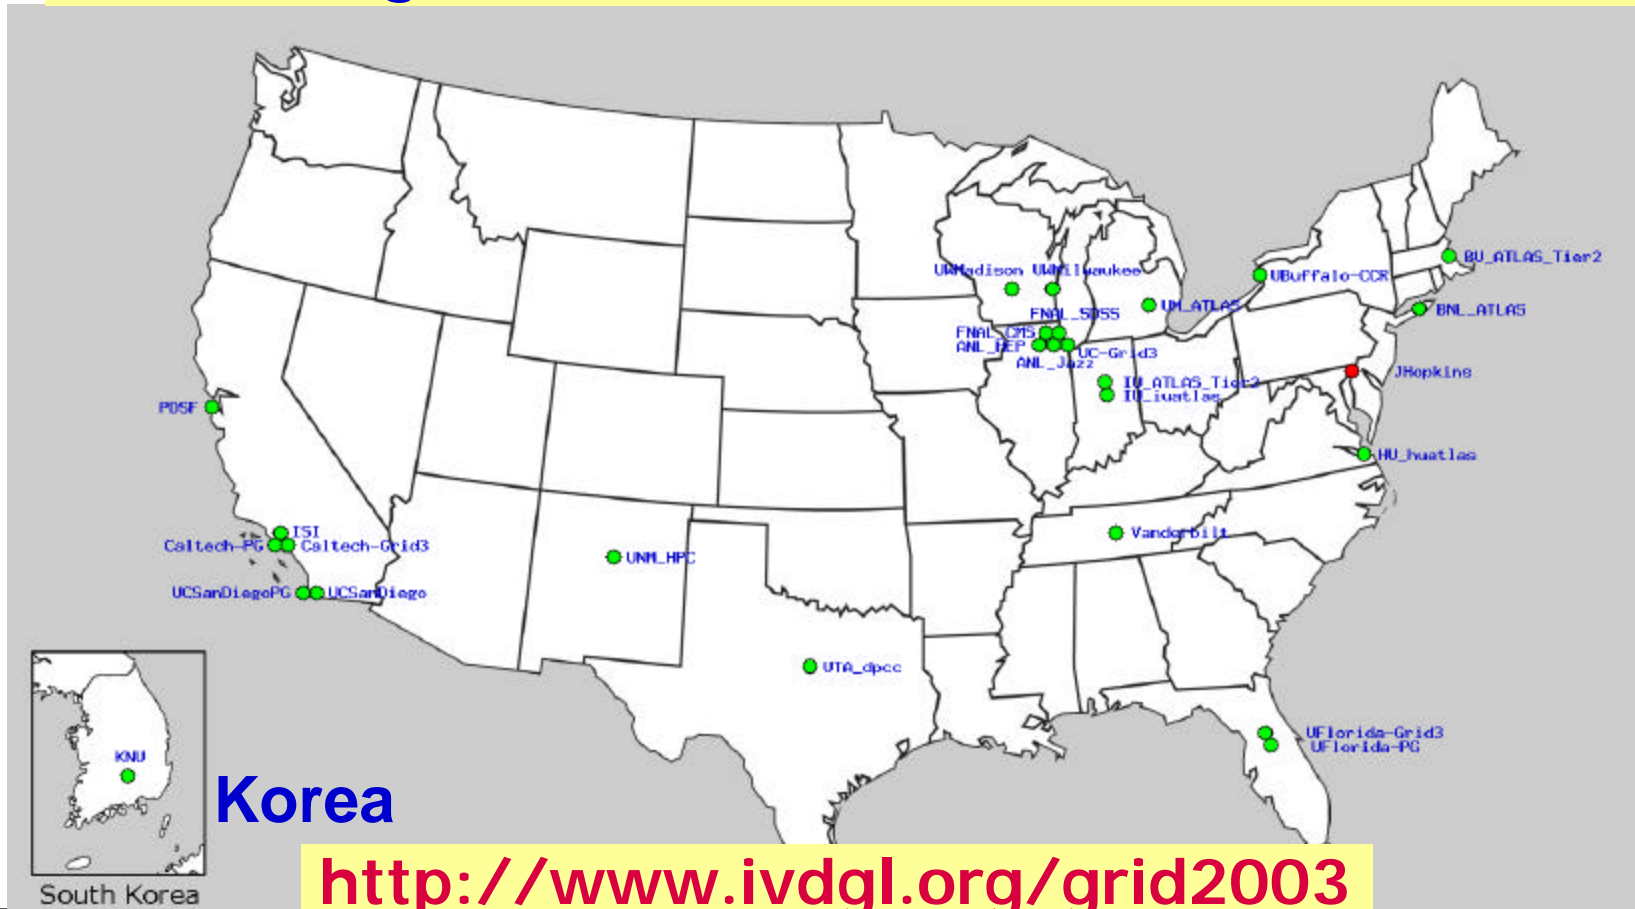 UWMadison UWMilwaukee
BU_ATLAS_Tier2
UBuffalo-CCR
UM_ATLAS
BNL_ATLAS
FNAL_SDSS
FNAL_CMS
ANL_HEP
UC-Grid3
ANL_Jazz
JHopkins
IU_ATLAS_Tier2
IU_iuatlas
PDSF
HU_huatlas
ISI
Vanderbilt
Caltech-PG
Caltech-Grid3
UNM_HPC
UCSanDiegoPG
UCSanDiego
UTA_dpcc
UFlorida-Grid3
UFlorida-PG
KNU
Korea
http://www.ivdgl.org/grid2003
South Korea